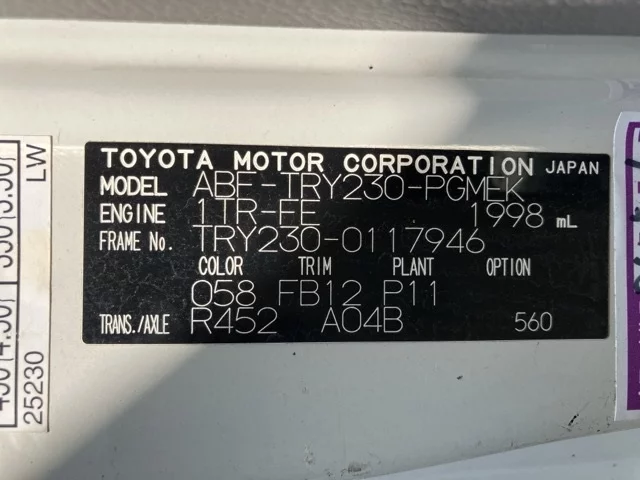 TOYOTA MOTOR CORPORATION JAPAN
MODEL ABF-TRY230-PGMEK
ENGINE 1TR-FE 1998 mL
FRAME No. TRY230-0117946
COLOR TRIM PLANT OPTION
058 FB12 P11
TRANS./AXLE R452 A04B 560
LW
25230